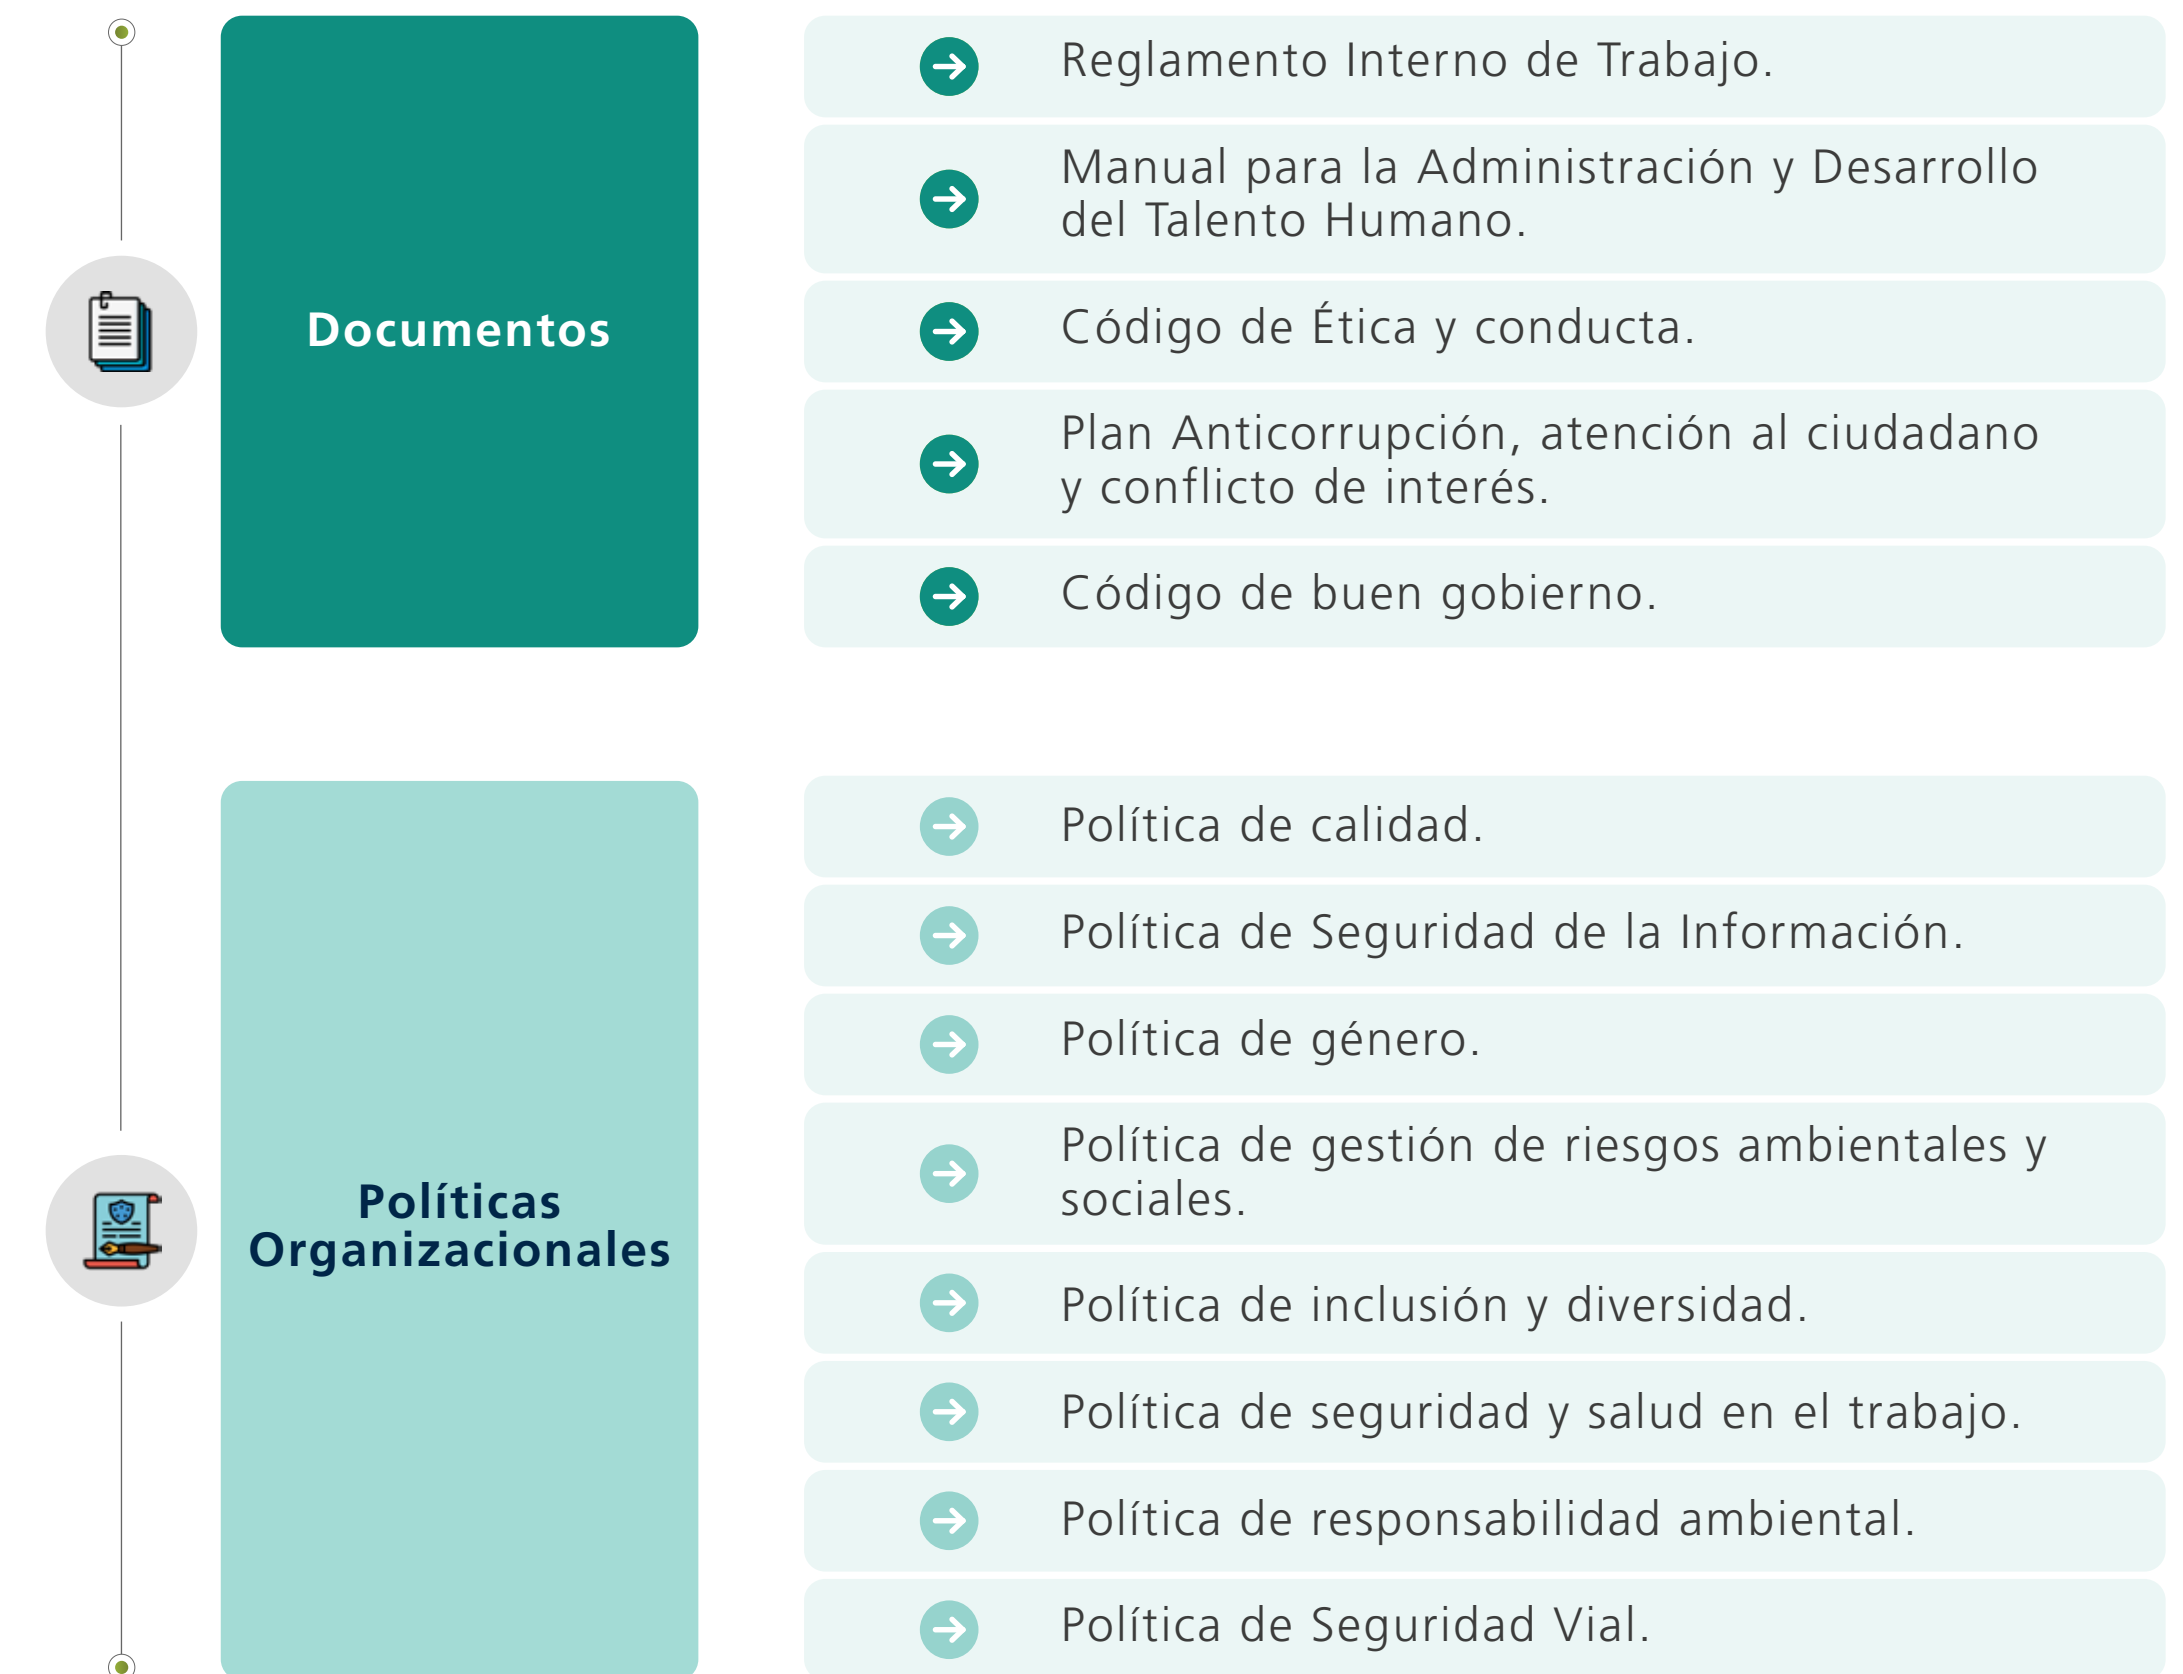 Documentos
Reglamento Interno de Trabajo.
Manual para la Administración y Desarrollo
del Talento Humano.
Código de Ética y conducta.
Plan Anticorrupción, atención al ciudadano
y conflicto de interés.
Código de buen gobierno.
Políticas
Organizacionales
Política de calidad.
Política de Seguridad de la Información.
Política de género.
Política de gestión de riesgos ambientales y
sociales.
Política de inclusión y diversidad.
Política de seguridad y salud en el trabajo.
Política de responsabilidad ambiental.
Política de Seguridad Vial.